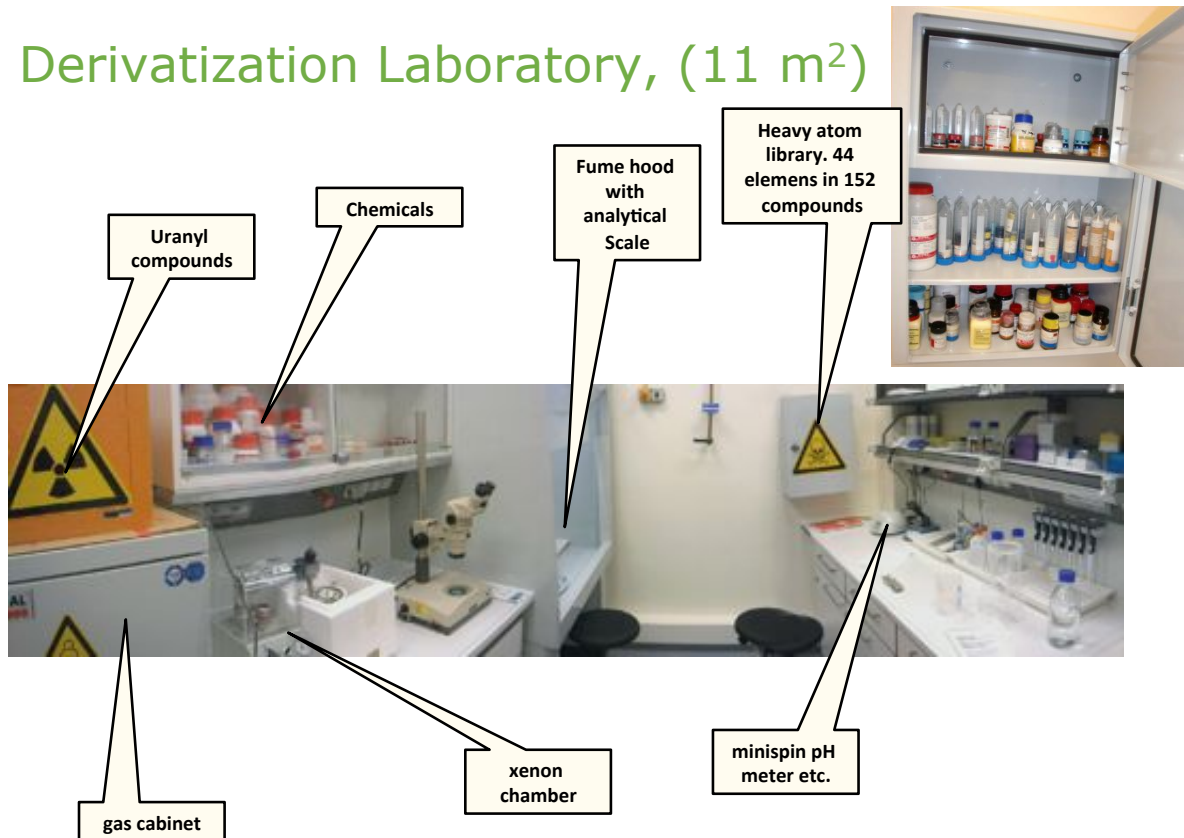 Derivatization Laboratory, (11 m²)
Uranyl
compounds
Chemicals
Fume hood
with
analytical
Scale
Heavy atom
library. 44
elemens in 152
compounds
gas cabinet
xenon
chamber
minispin pH
meter etc.